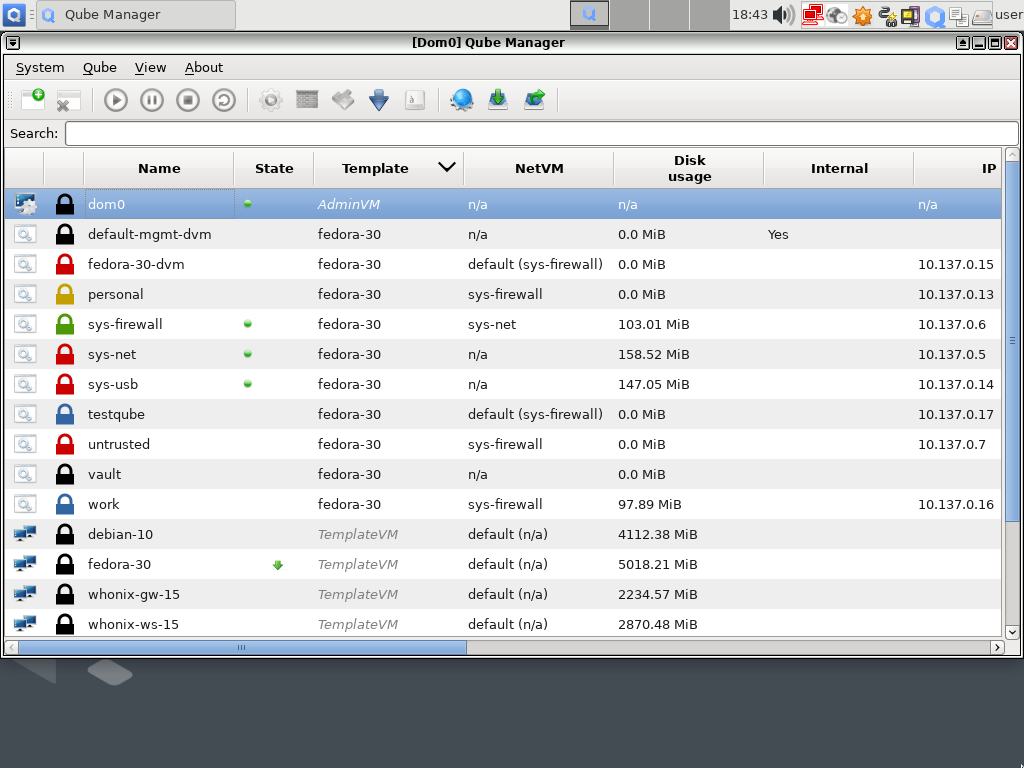 Qube Manager 18:43 user
[Dom0] Qube Manager
System Qube View About
Search:
Name State Template NetVM Disk usage Internal IP
dom0 AdminVM n/a n/a n/a
default-mgmt-dvm fedora-30 n/a 0.0 MiB Yes
fedora-30-dvm fedora-30 default (sys-firewall) 0.0 MiB 10.137.0.15
personal fedora-30 sys-firewall 0.0 MiB 10.137.0.13
sys-firewall fedora-30 sys-net 103.01 MiB 10.137.0.6
sys-net fedora-30 n/a 158.52 MiB 10.137.0.5
sys-usb fedora-30 n/a 147.05 MiB 10.137.0.14
testqube fedora-30 default (sys-firewall) 0.0 MiB 10.137.0.17
untrusted fedora-30 sys-firewall 0.0 MiB 10.137.0.7
vault fedora-30 n/a 0.0 MiB
work fedora-30 sys-firewall 97.89 MiB 10.137.0.16
debian-10 TemplateVM default (n/a) 4112.38 MiB
fedora-30 TemplateVM default (n/a) 5018.21 MiB
whonix-gw-15 TemplateVM default (n/a) 2234.57 MiB
whonix-ws-15 TemplateVM default (n/a) 2870.48 MiB